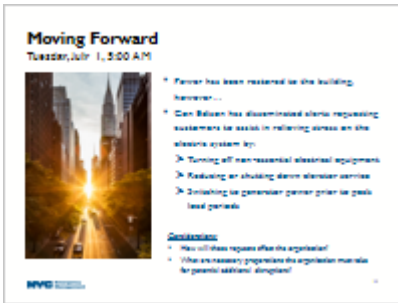 Moving Forward
Tuesday, July 1, 5:00 AM
• Power has been restored to the building,
however…
• Con Edison has disseminated alerts requesting
customers to assist in relieving stress on the
electric system by:
➢ Turning off non-essential electrical equipment
➢ Reducing or shutting down elevator service
➢ Switching to generator power prior to peak
load periods
Considerations:
• How will these requests affect the organization?
• What are necessary preparations the organization must take
for potential additional disruptions?
NYC